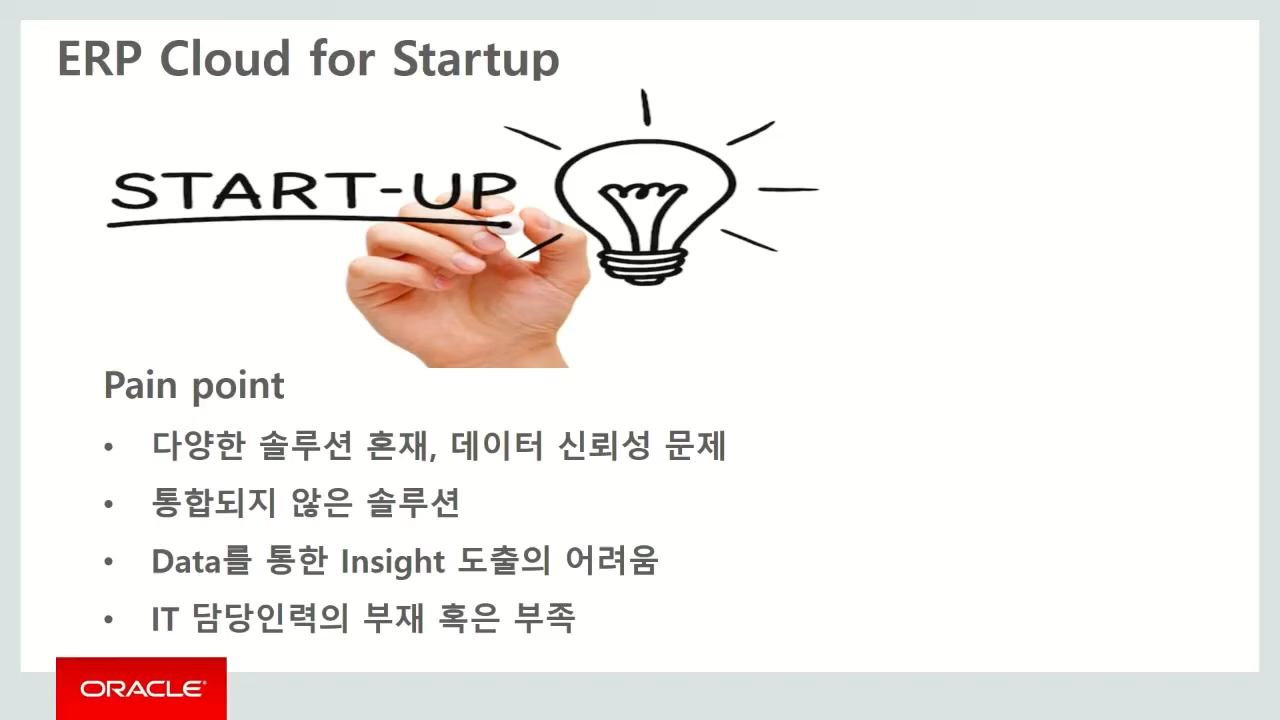 ERP Cloud for Startup
START-UP
Pain point
• 다양한 솔루션 혼재, 데이터 신뢰성 문제
• 통합되지 않은 솔루션
• Data를 통한 Insight 도출의 어려움
• IT 담당인력의 부재 혹은 부족
ORACLE®